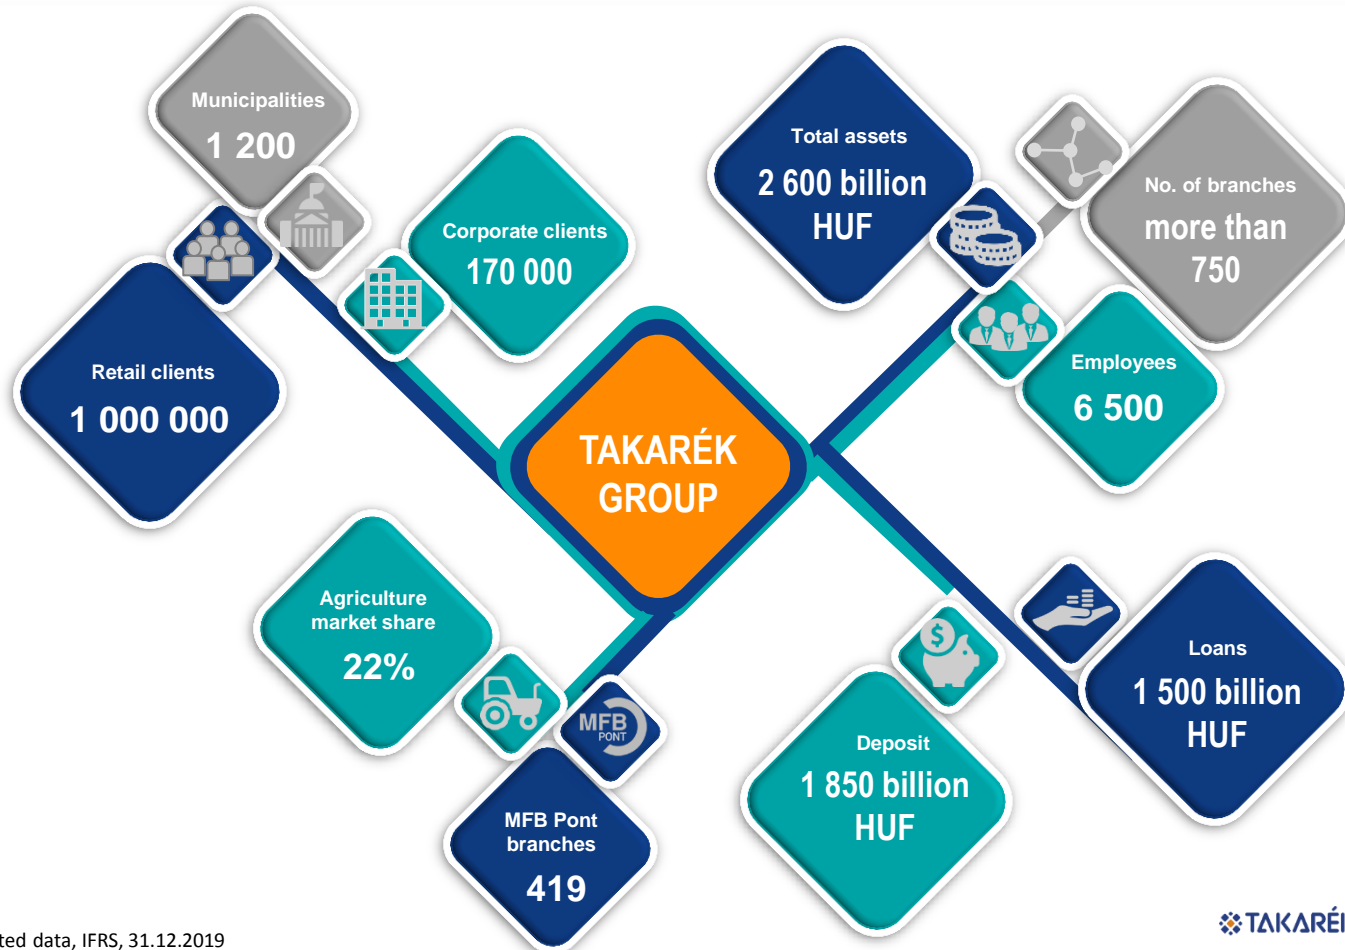 Municipalities
1 200
Corporate clients
170 000
Retail clients
1 000 000
Total assets
2 600 billion
HUF
No. of branches
more than
750
Employees
6 500
TAKARÉK
GROUP
Agriculture
market share
22%
MFB
PONT
MFB Pont
branches
419
$
Deposit
1 850 billion
HUF
Loans
1 500 billion
HUF
data, IFRS, 31.12.2019